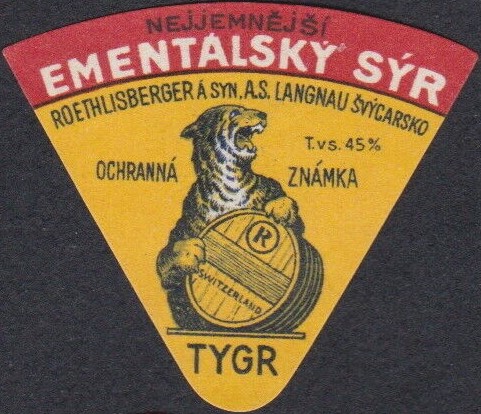 NEJJEMNĚJŠÍ
EMENTÁLSKÝ SÝR
ROETHLISBERGER Á SYN, A.S. LANGNAU ŠVÝCARSKO
T. v s. 45%
OCHRANNÁ ZNÁMKA
R
SWITZERLAND
TYGR